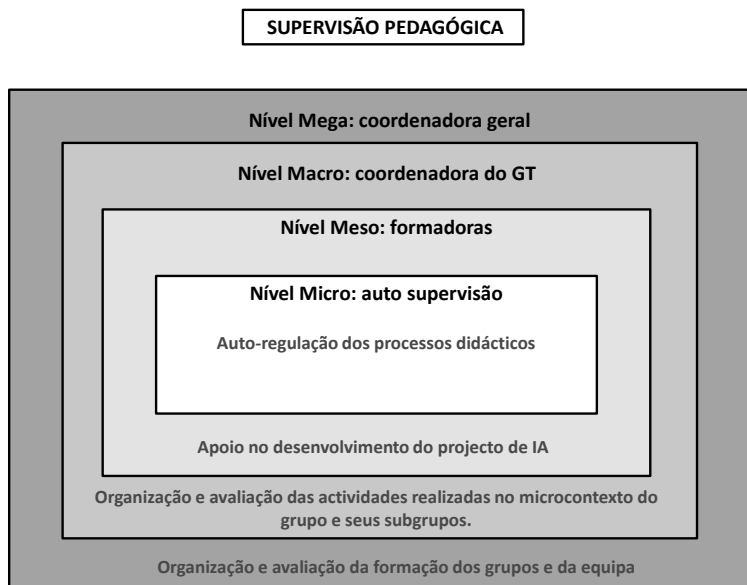 SUPERVISÃO PEDAGÓGICA
Nível Mega: coordenadora geral
Nível Macro: coordenadora do GT
Nível Meso: formadoras
Nível Micro: auto supervisão
Auto-regulação dos processos didácticos
Apoio no desenvolvimento do projecto de IA
Organização e avaliação das actividades realizadas no microcontexto do
grupo e seus subgrupos.
Organização e avaliação da formação dos grupos e da equipa